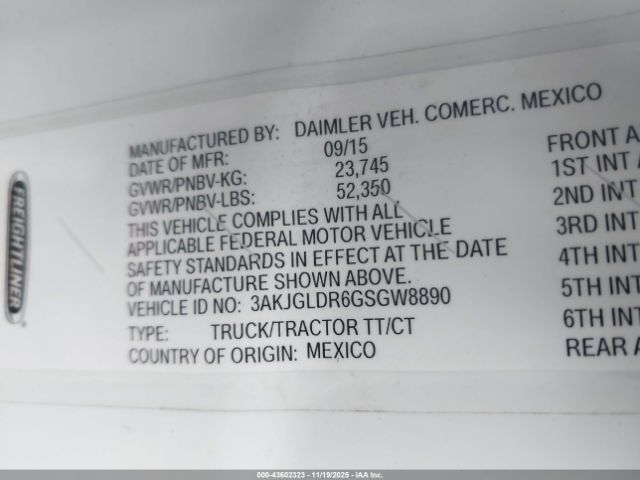 MANUFACTURED BY: DAIMLER VEH. COMERC. MEXICO
DATE OF MFR: 09/15
GVWR/PNBV-KG: 23,745
GVWR/PNBV-LBS: 52,350
THIS VEHICLE COMPLIES WITH ALL
APPLICABLE FEDERAL MOTOR VEHICLE
SAFETY STANDARDS IN EFFECT AT THE DATE
OF MANUFACTURE SHOWN ABOVE.
VEHICLE ID NO: 3AKJGLDR6GSGW8890
TYPE: TRUCK/TRACTOR TT/CT
COUNTRY OF ORIGIN: MEXICO
FRONT A
1ST INT A
2ND INT
3RD INT
4TH INT
5TH INT
6TH INT
REAR A
FREIGHTLINER
000-43602323 - 11/19/2025 - IAA Inc.